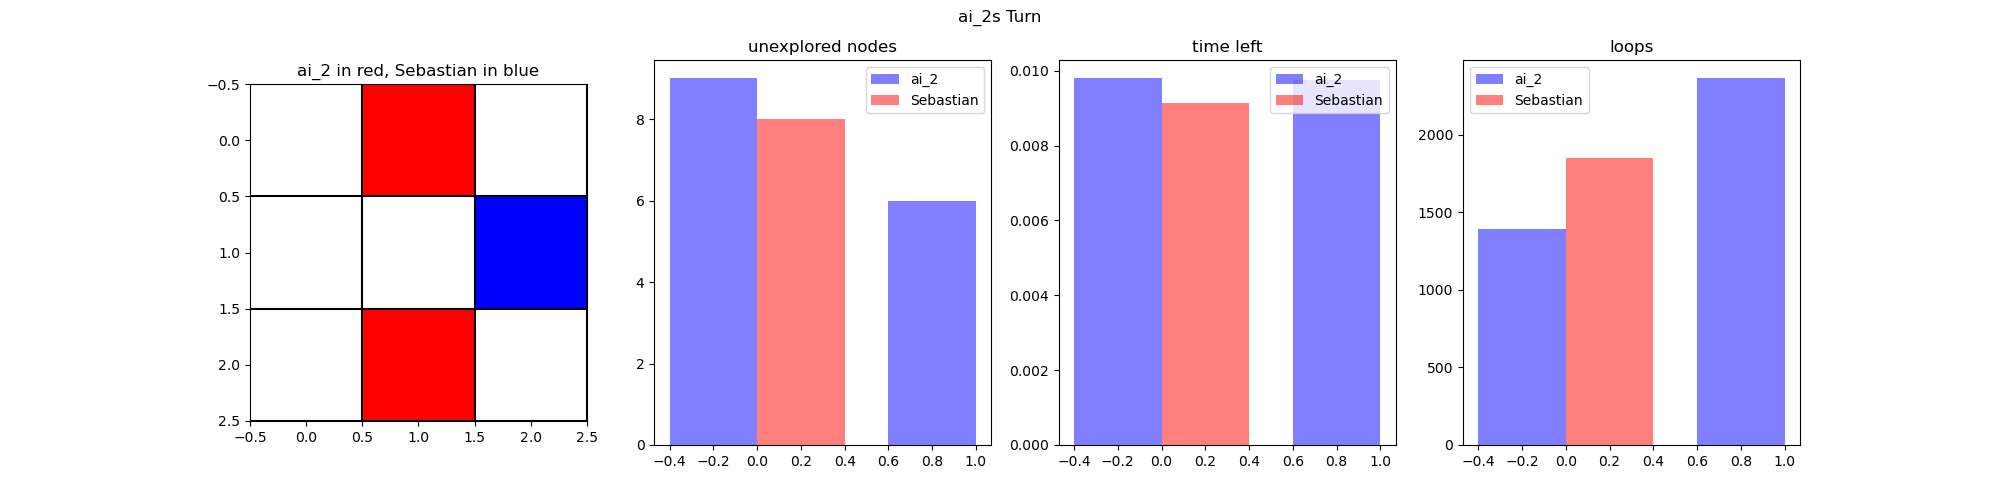 ai_2s Turn
ai_2 in red, Sebastian in blue
−0.5
0.0
0.5
1.0
1.5
2.0
2.5
−0.5 0.0 0.5 1.0 1.5 2.0 2.5
unexplored nodes
ai_2
Sebastian
8
6
4
2
0
−0.4 −0.2 0.0 0.2 0.4 0.6 0.8 1.0
time left
ai_2
Sebastian
0.010
0.008
0.006
0.004
0.002
0.000
−0.4 −0.2 0.0 0.2 0.4 0.6 0.8 1.0
loops
ai_2
Sebastian
2000
1500
1000
500
0
−0.4 −0.2 0.0 0.2 0.4 0.6 0.8 1.0